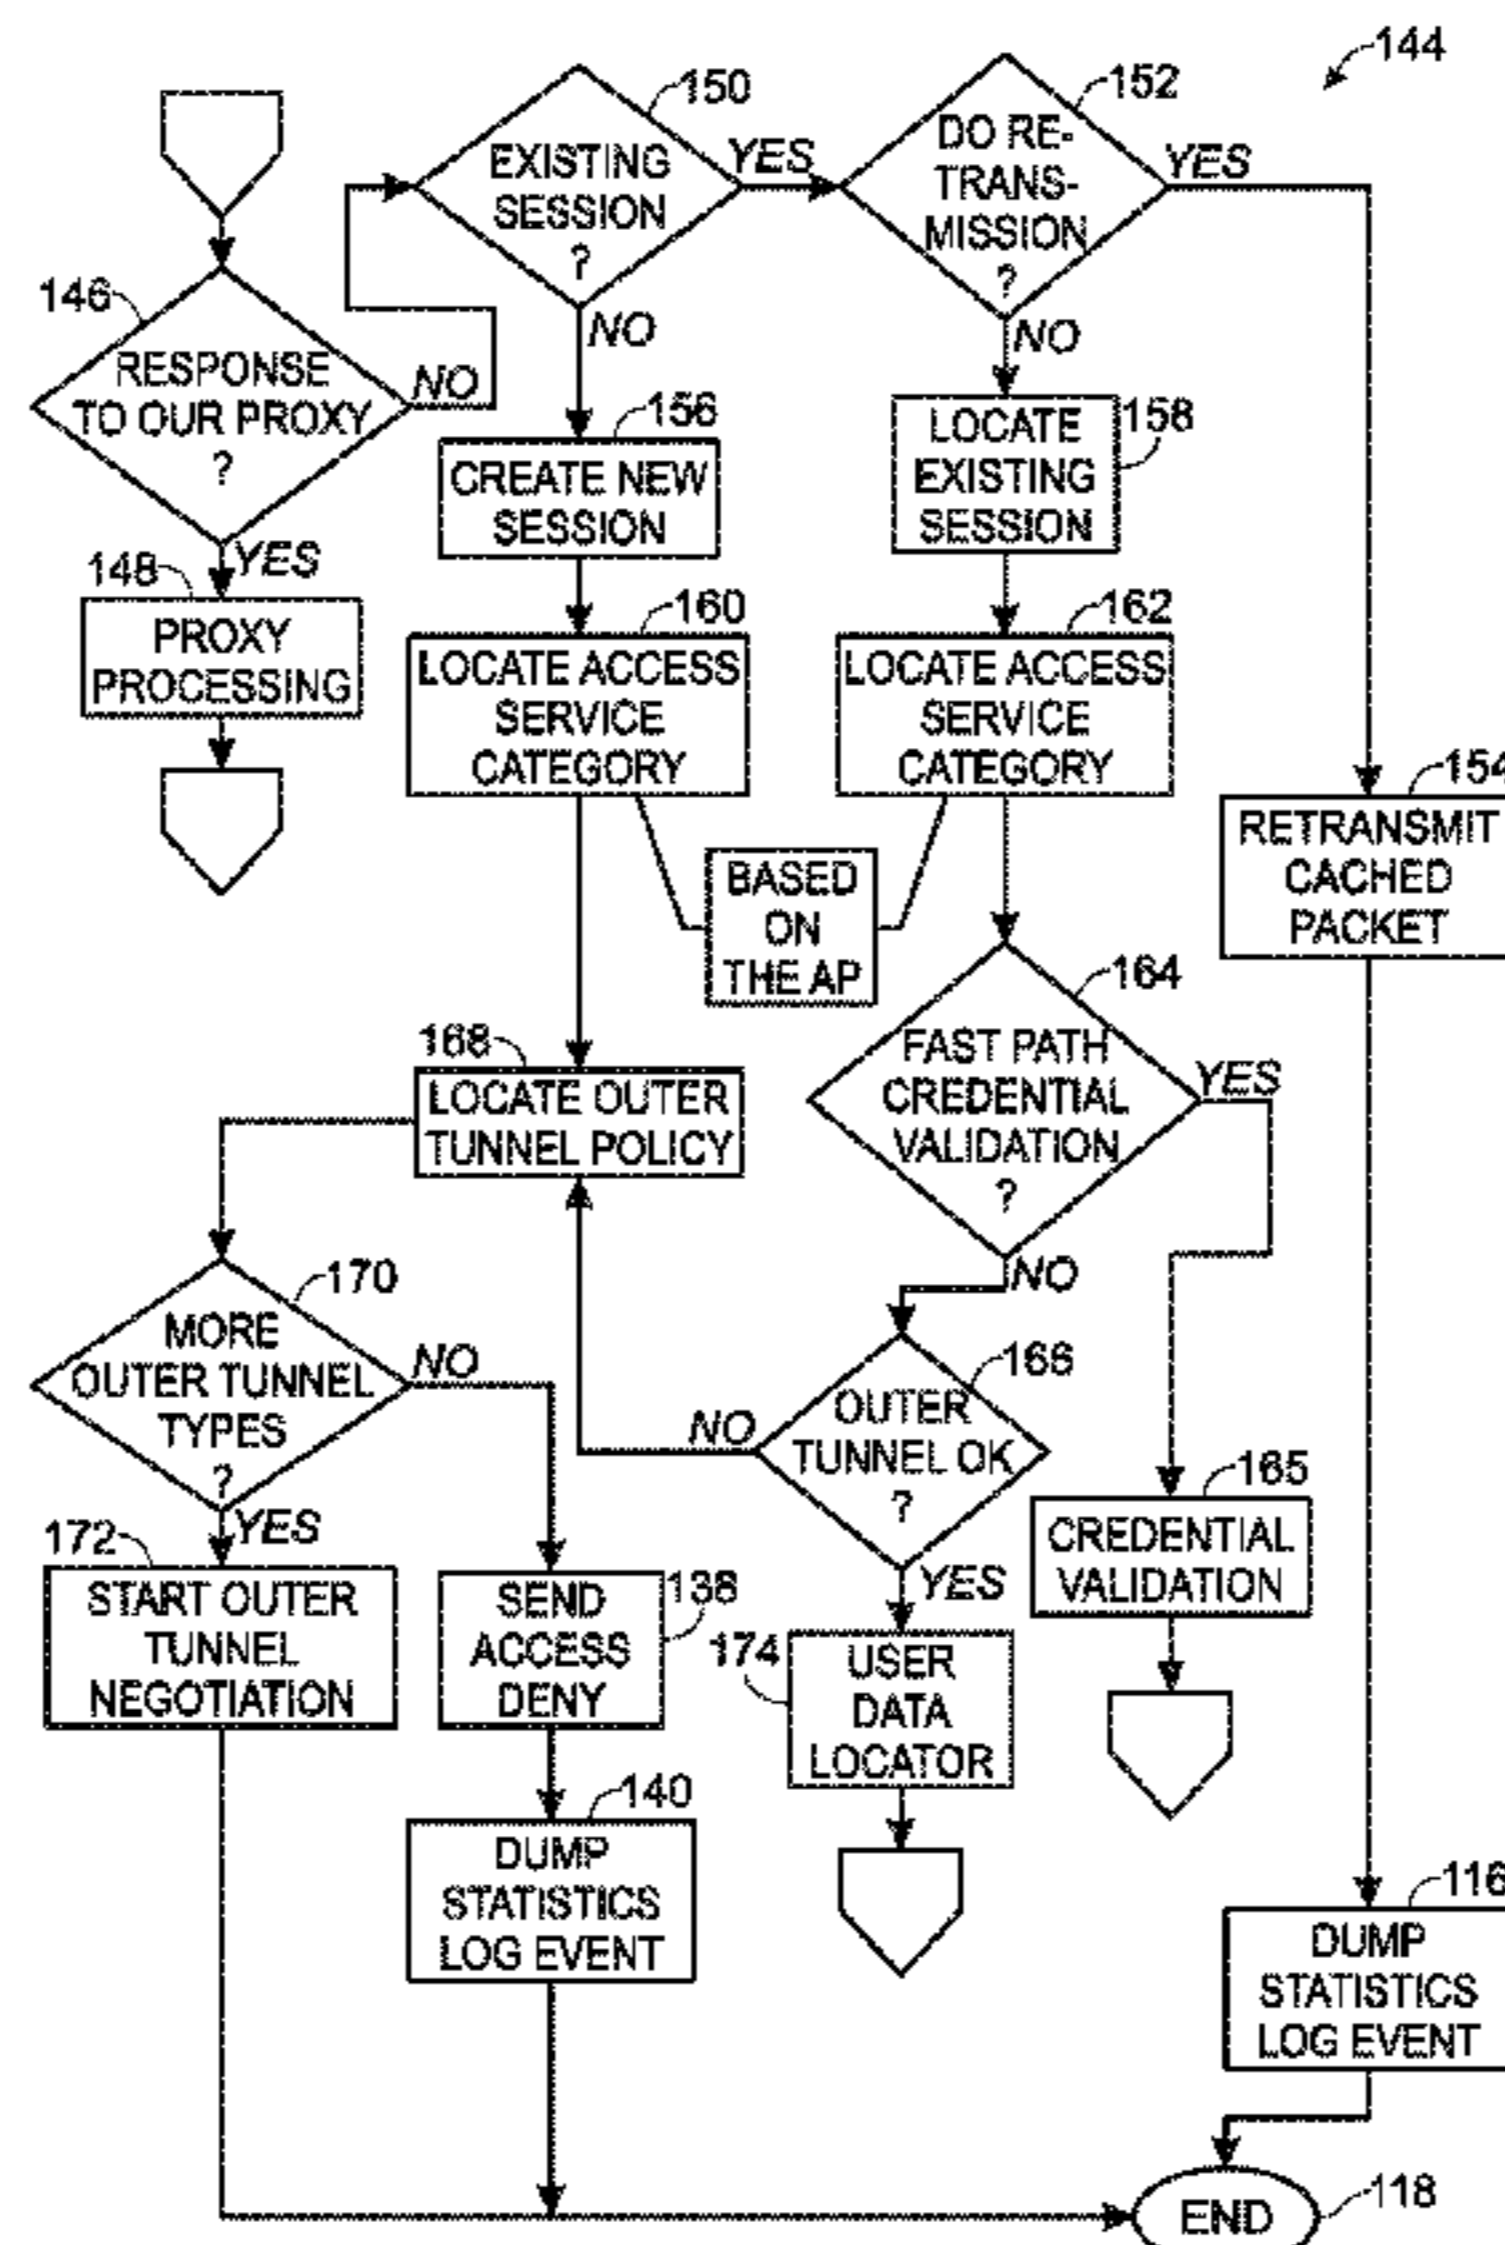 144
150
EXISTING
SESSION
?
YES
NO
152
DO RE-
TRANS-
MISSION
?
YES
NO
146
RESPONSE
TO OUR PROXY
?
NO
YES
156
CREATE NEW
SESSION
158
LOCATE
EXISTING
SESSION
148
PROXY
PROCESSING
160
LOCATE ACCESS
SERVICE
CATEGORY
162
LOCATE ACCESS
SERVICE
CATEGORY
154
RETRANSMIT
CACHED
PACKET
BASED
ON
THE AP
164
FAST PATH
CREDENTIAL
VALIDATION
?
YES
NO
168
LOCATE OUTER
TUNNEL POLICY
170
MORE
OUTER TUNNEL
TYPES
?
NO
YES
166
OUTER
TUNNEL OK
?
NO
YES
165
CREDENTIAL
VALIDATION
172
START OUTER
TUNNEL
NEGOTIATION
138
SEND
ACCESS
DENY
174
USER
DATA
LOCATOR
140
DUMP
STATISTICS
LOG EVENT
116
DUMP
STATISTICS
LOG EVENT
END
118